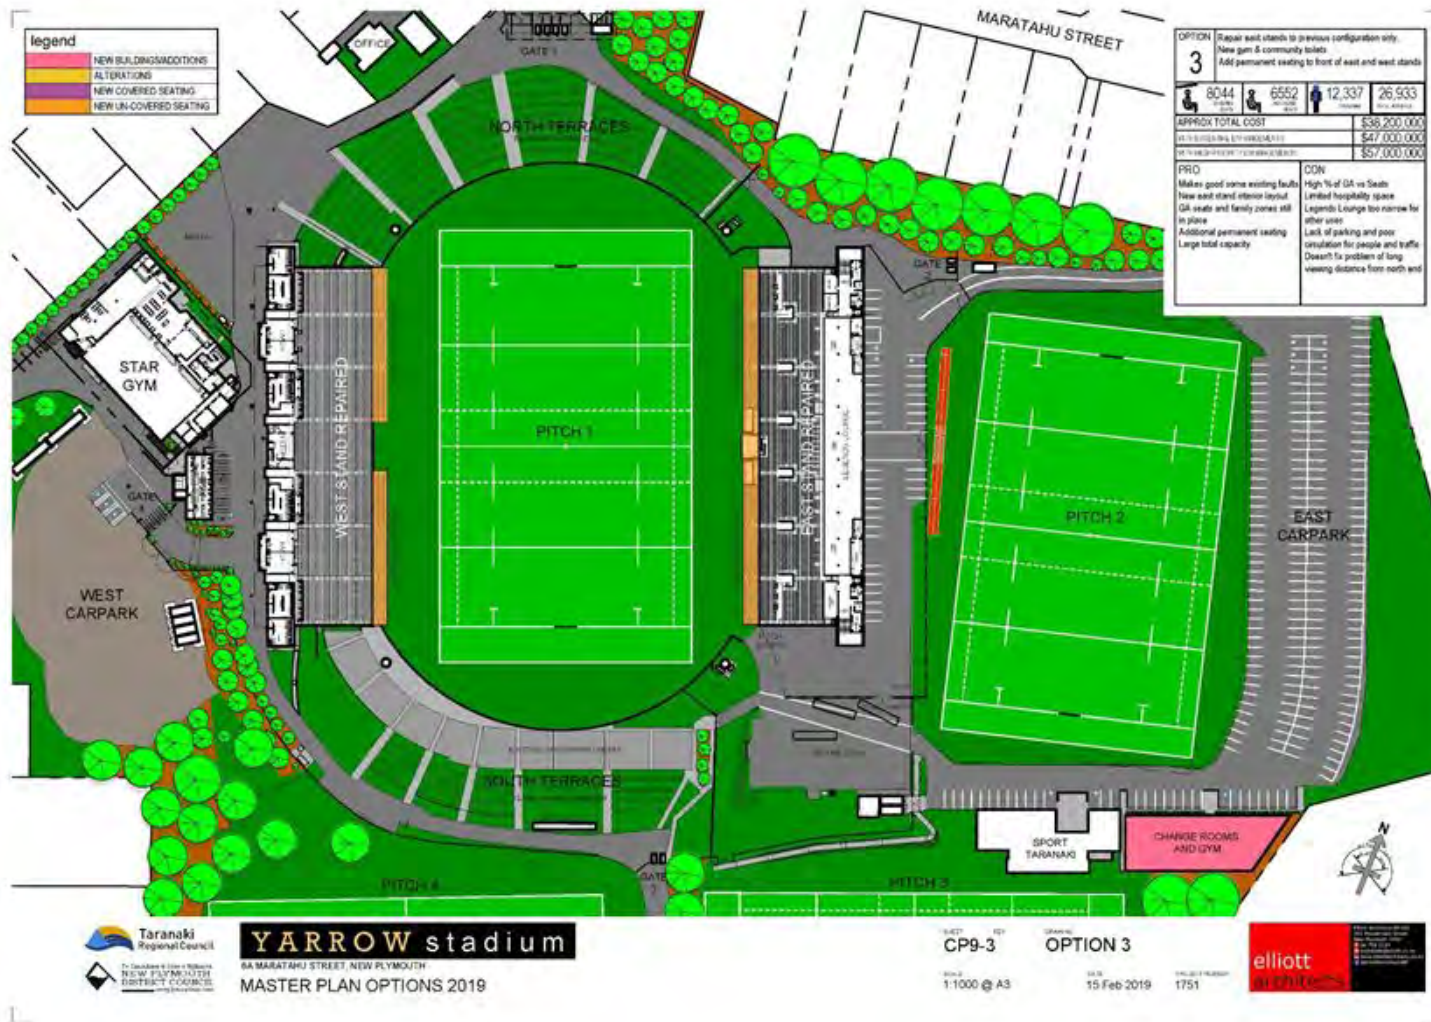 legend
NEW BUILDINGS/ADDITIONS
ALTERATIONS
NEW COVERED SEATING
NEW UN-COVERED SEATING
OFFICE
GATE 1
MARATAHU STREET
OPTION
3
Repair east stands to previous configuration only.
New gym & community toilets
Add permanent seating to front of east and west stands
8044
6552
12,337
26,933
APPROX TOTAL COST
$38,200,000
$47,000,000
$57,000,000
PRO
Makes good some existing faults
New east stand interior layout
GA seats and family zones still
in place
Additional permanent seating
Large total capacity
CON
High % of GA vs Seats
Limited hospitality space
Legends Lounge too narrow for
other uses
Lack of parking and poor
circulation for people and traffic
Doesn't fix problem of long
viewing distance from north end
NORTH TERRACES
GATE
STAR
GYM
WEST STAND REPAIRED
PITCH 1
EAST STAND REPAIRED
LEGENDS LOUNGE
PITCH 2
EAST
CARPARK
GATE
WEST
CARPARK
SOUTH TERRACES
GATE
PITCH 4
PITCH 3
SPORT
TARANAKI
CHANGE ROOMS
AND GYM
N
Taranaki
Regional Council
NEW PLYMOUTH
DISTRICT COUNCIL
YARROW stadium
6A MARATAHU STREET, NEW PLYMOUTH
MASTER PLAN OPTIONS 2019
SHEET
CP9-3
OPTION 3
1:1000 @ A3
15 Feb 2019
1751
elliott
architects